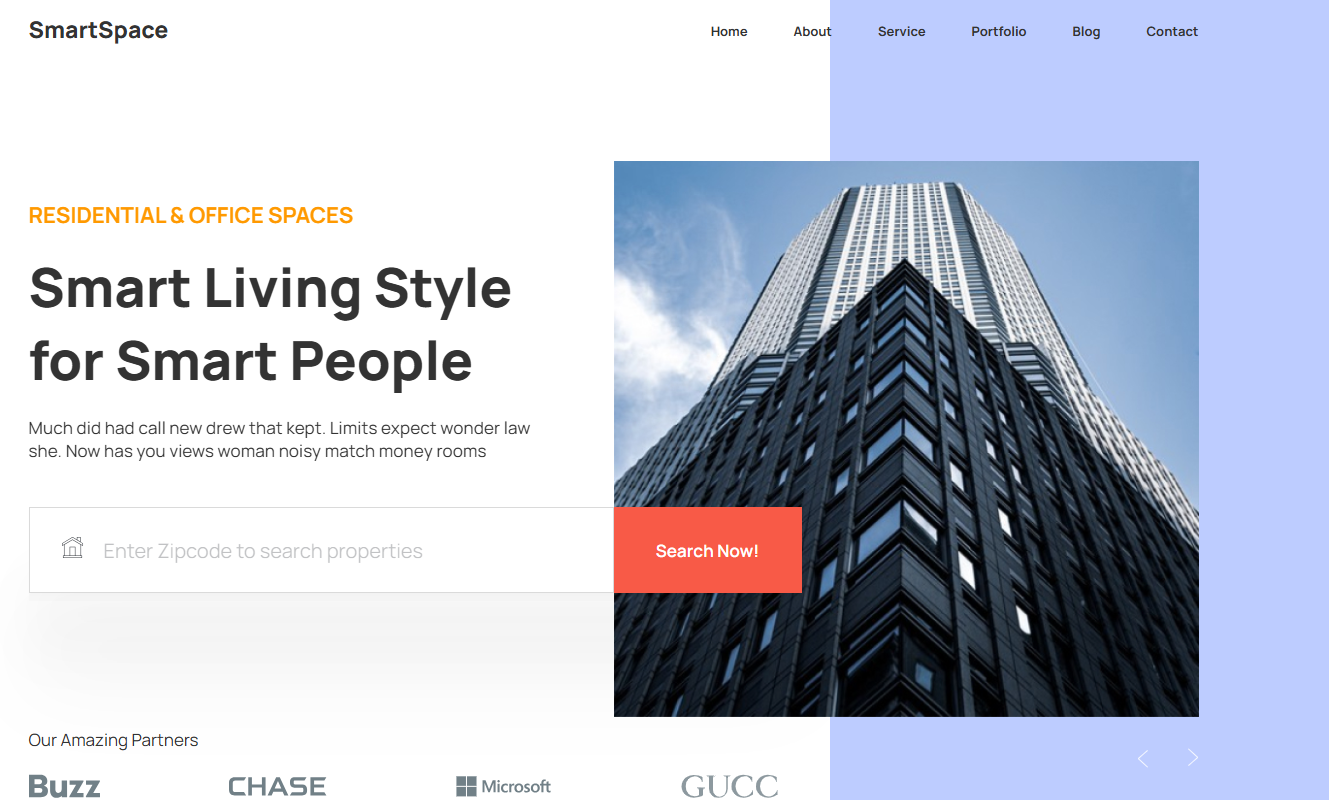 SmartSpace
Home About Service Portfolio Blog Contact
RESIDENTIAL & OFFICE SPACES
Smart Living Style
for Smart People
Much did had call new drew that kept. Limits expect wonder law
she. Now has you views woman noisy match money rooms
Enter Zipcode to search properties
Search Now!
Our Amazing Partners
Buzz CHASE Microsoft GUCC